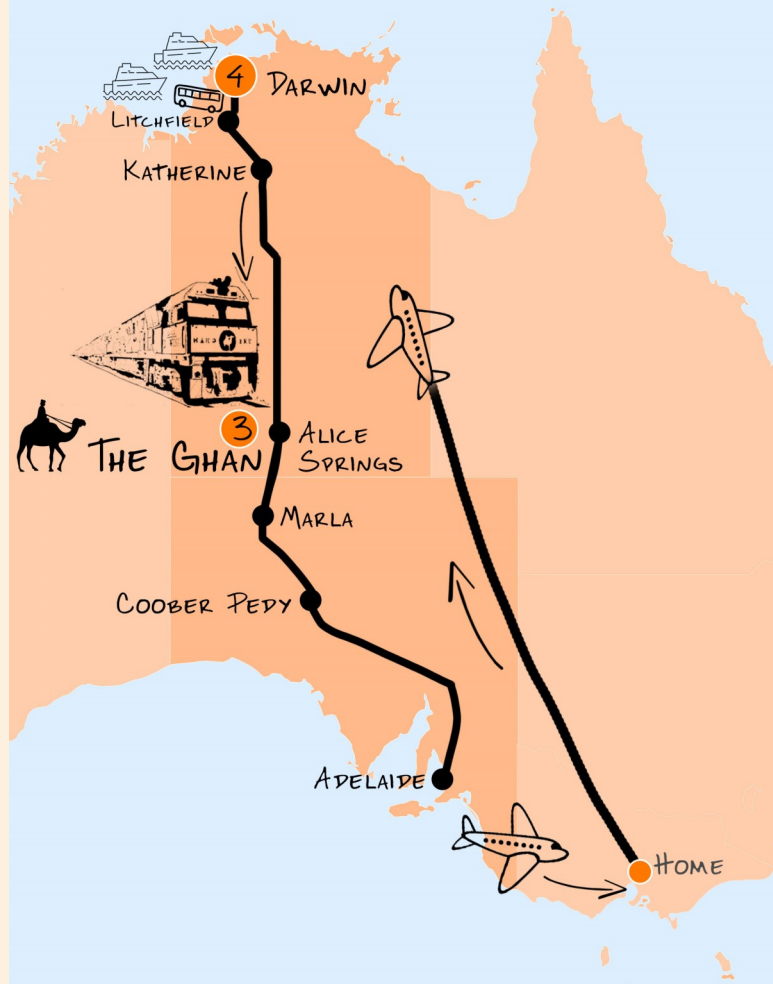 4 DARWIN
LITCHFIELD
KATHERINE
3
ALICE
SPRINGS
THE GHAN
MARLA
COOBER PEDY
ADELAIDE
HOME